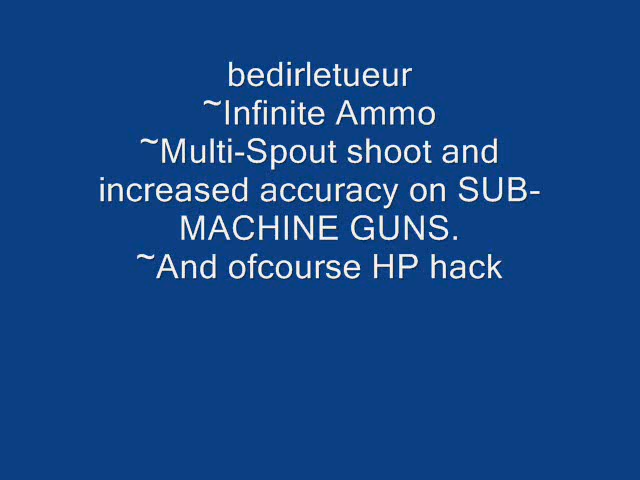 bedirletueur
~Infinite Ammo
~Multi-Spout shoot and
increased accuracy on SUB-
MACHINE GUNS.
~And ofcourse HP hack